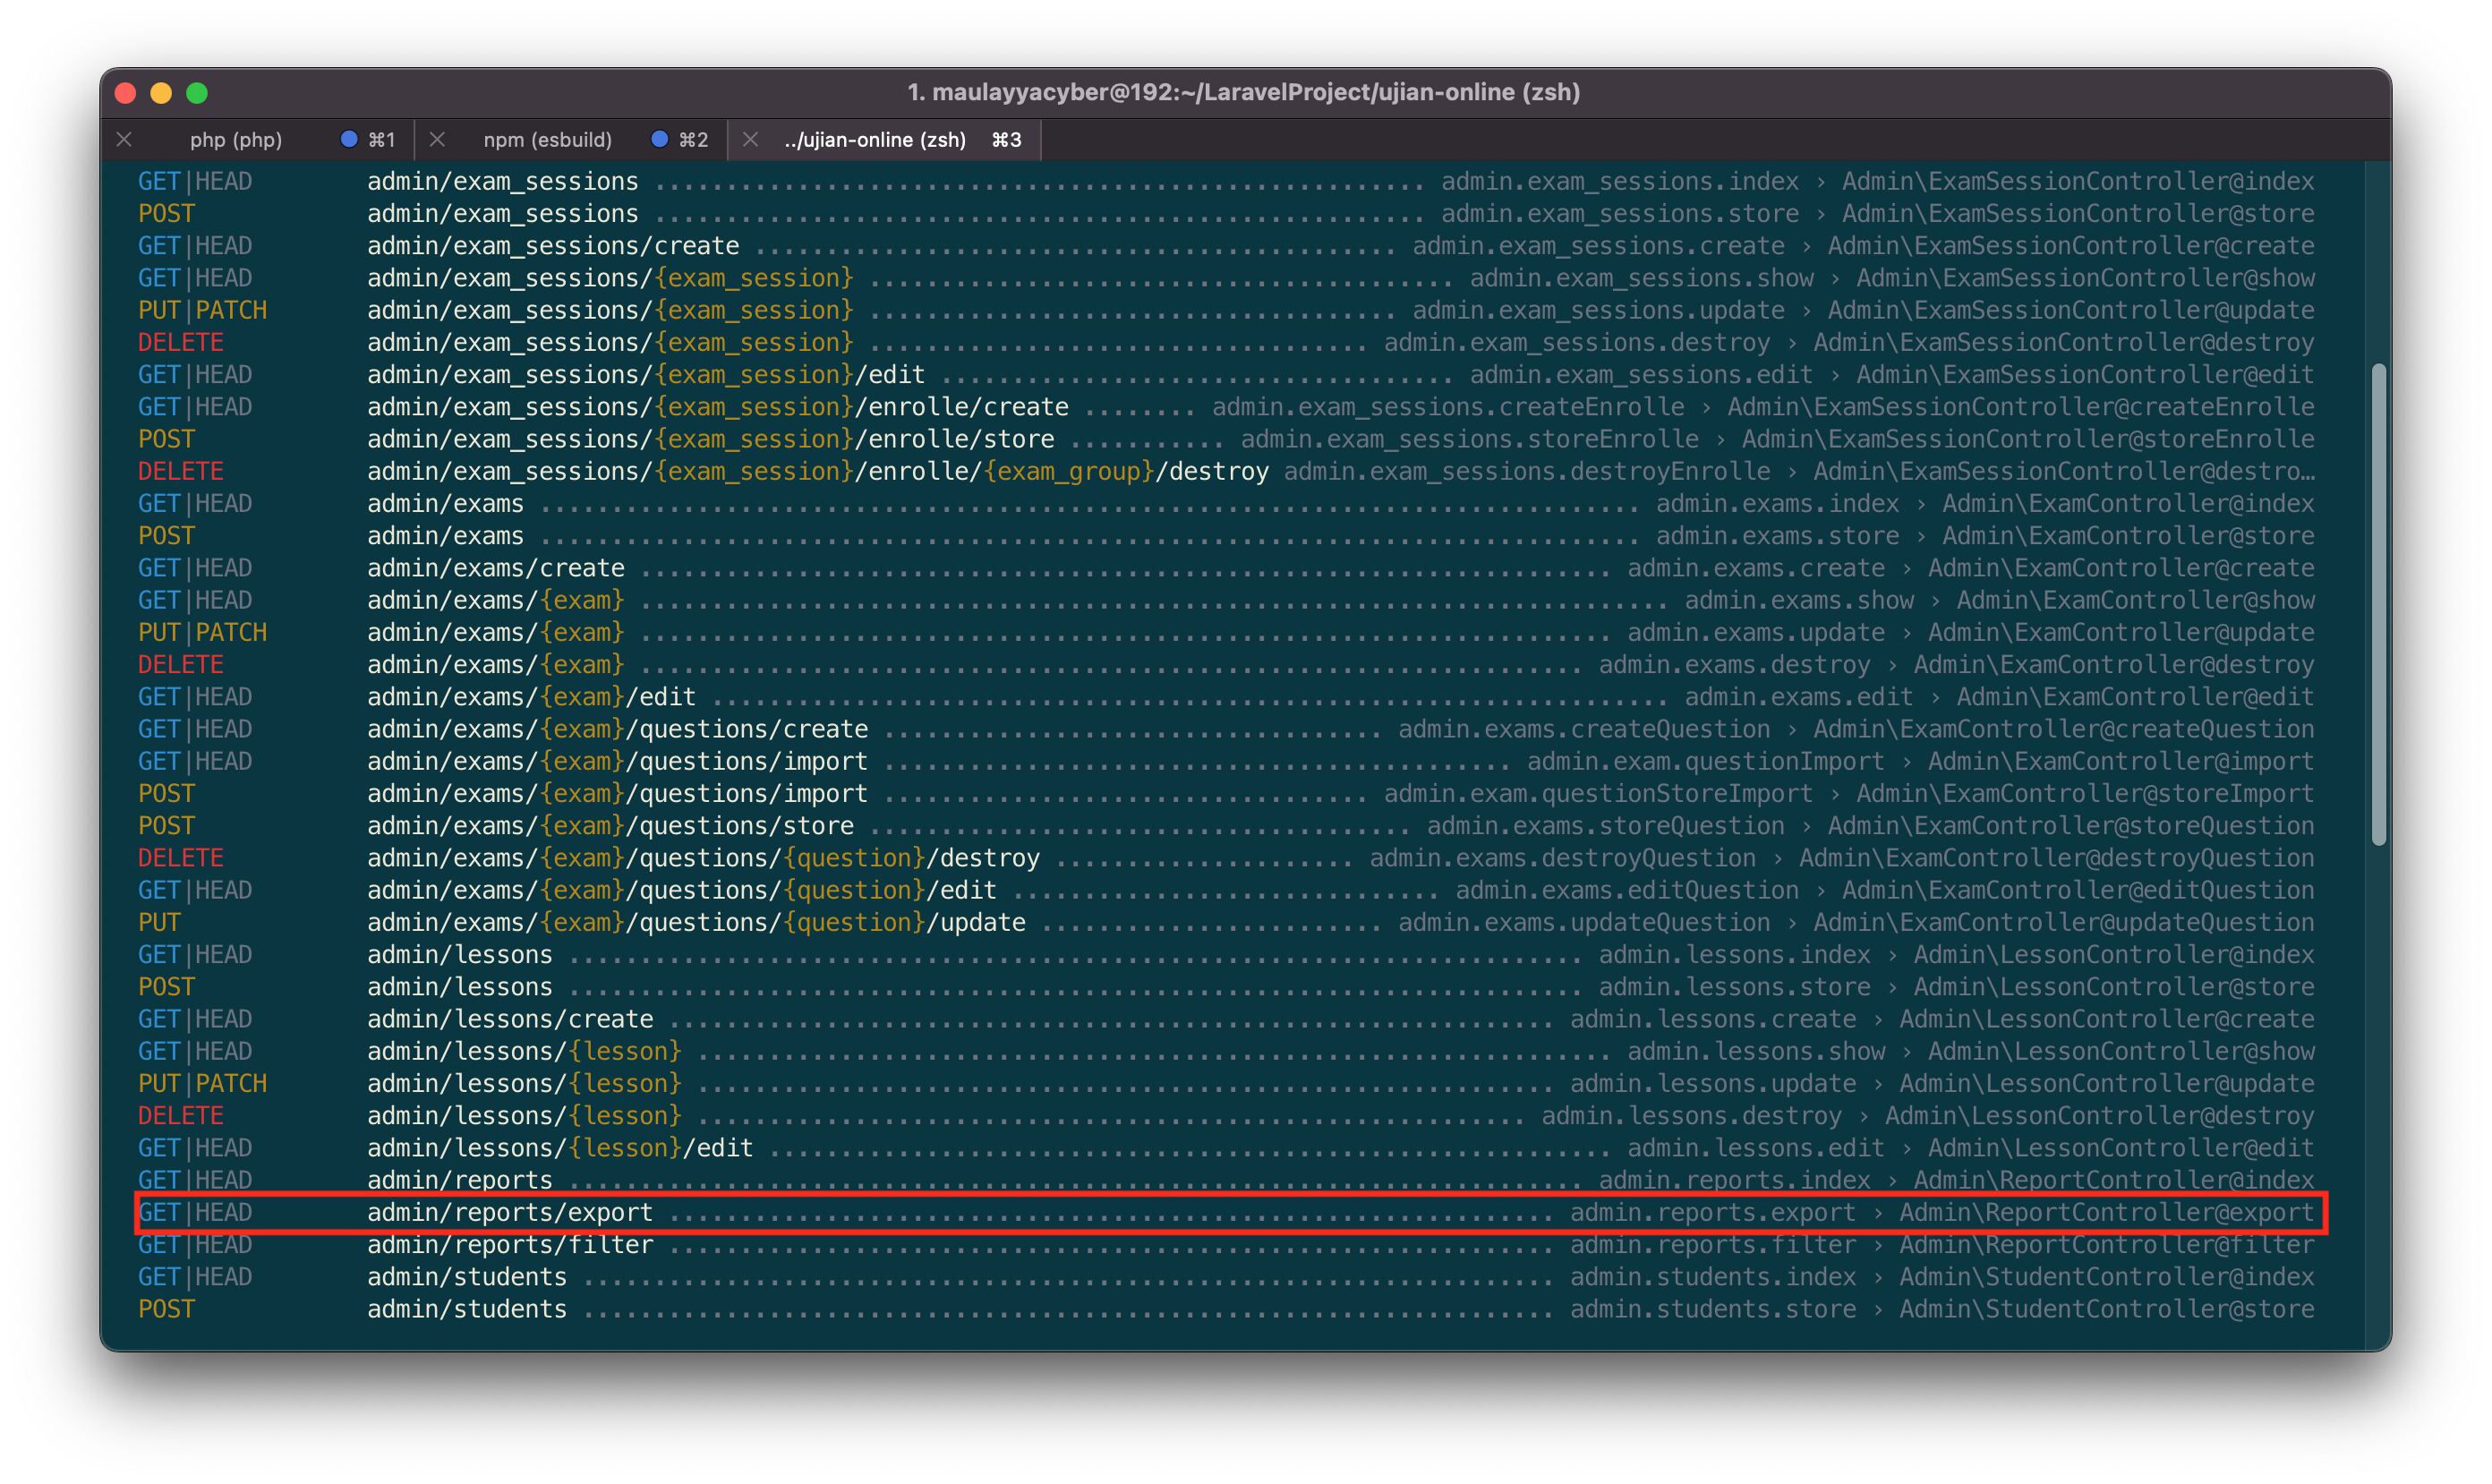 1. maulayyacyber@192:~/LaravelProject/ujian-online (zsh)
php (php) ⌘1 npm (esbuild) ⌘2 ../ujian-online (zsh) ⌘3
GET|HEAD admin/exam_sessions ...................................................... admin.exam_sessions.index › Admin\ExamSessionController@index
POST admin/exam_sessions ...................................................... admin.exam_sessions.store › Admin\ExamSessionController@store
GET|HEAD admin/exam_sessions/create ............................................. admin.exam_sessions.create › Admin\ExamSessionController@create
GET|HEAD admin/exam_sessions/{exam_session} ......................................... admin.exam_sessions.show › Admin\ExamSessionController@show
PUT|PATCH admin/exam_sessions/{exam_session} ..................................... admin.exam_sessions.update › Admin\ExamSessionController@update
DELETE admin/exam_sessions/{exam_session} ................................... admin.exam_sessions.destroy › Admin\ExamSessionController@destroy
GET|HEAD admin/exam_sessions/{exam_session}/edit .................................... admin.exam_sessions.edit › Admin\ExamSessionController@edit
GET|HEAD admin/exam_sessions/{exam_session}/enrolle/create ........ admin.exam_sessions.createEnrolle › Admin\ExamSessionController@createEnrolle
POST admin/exam_sessions/{exam_session}/enrolle/store ........... admin.exam_sessions.storeEnrolle › Admin\ExamSessionController@storeEnrolle
DELETE admin/exam_sessions/{exam_session}/enrolle/{exam_group}/destroy admin.exam_sessions.destroyEnrolle › Admin\ExamSessionController@destro…
GET|HEAD admin/exams ............................................................................. admin.exams.index › Admin\ExamController@index
POST admin/exams ............................................................................. admin.exams.store › Admin\ExamController@store
GET|HEAD admin/exams/create .................................................................... admin.exams.create › Admin\ExamController@create
GET|HEAD admin/exams/{exam} ........................................................................ admin.exams.show › Admin\ExamController@show
PUT|PATCH admin/exams/{exam} .................................................................... admin.exams.update › Admin\ExamController@update
DELETE admin/exams/{exam} .................................................................. admin.exams.destroy › Admin\ExamController@destroy
GET|HEAD admin/exams/{exam}/edit ................................................................... admin.exams.edit › Admin\ExamController@edit
GET|HEAD admin/exams/{exam}/questions/create ................................... admin.exams.createQuestion › Admin\ExamController@createQuestion
GET|HEAD admin/exams/{exam}/questions/import ............................................ admin.exam.questionImport › Admin\ExamController@import
POST admin/exams/{exam}/questions/import .................................. admin.exam.questionStoreImport › Admin\ExamController@storeImport
POST admin/exams/{exam}/questions/store ...................................... admin.exams.storeQuestion › Admin\ExamController@storeQuestion
DELETE admin/exams/{exam}/questions/{question}/destroy ..................... admin.exams.destroyQuestion › Admin\ExamController@destroyQuestion
GET|HEAD admin/exams/{exam}/questions/{question}/edit .............................. admin.exams.editQuestion › Admin\ExamController@editQuestion
PUT admin/exams/{exam}/questions/{question}/update ........................ admin.exams.updateQuestion › Admin\ExamController@updateQuestion
GET|HEAD admin/lessons ....................................................................... admin.lessons.index › Admin\LessonController@index
POST admin/lessons ....................................................................... admin.lessons.store › Admin\LessonController@store
GET|HEAD admin/lessons/create .............................................................. admin.lessons.create › Admin\LessonController@create
GET|HEAD admin/lessons/{lesson} ................................................................ admin.lessons.show › Admin\LessonController@show
PUT|PATCH admin/lessons/{lesson} ............................................................ admin.lessons.update › Admin\LessonController@update
DELETE admin/lessons/{lesson} .......................................................... admin.lessons.destroy › Admin\LessonController@destroy
GET|HEAD admin/lessons/{lesson}/edit ........................................................... admin.lessons.edit › Admin\LessonController@edit
GET|HEAD admin/reports ....................................................................... admin.reports.index › Admin\ReportController@index
GET|HEAD admin/reports/export .............................................................. admin.reports.export › Admin\ReportController@export
GET|HEAD admin/reports/filter .............................................................. admin.reports.filter › Admin\ReportController@filter
GET|HEAD admin/students .................................................................... admin.students.index › Admin\StudentController@index
POST admin/students .................................................................... admin.students.store › Admin\StudentController@store